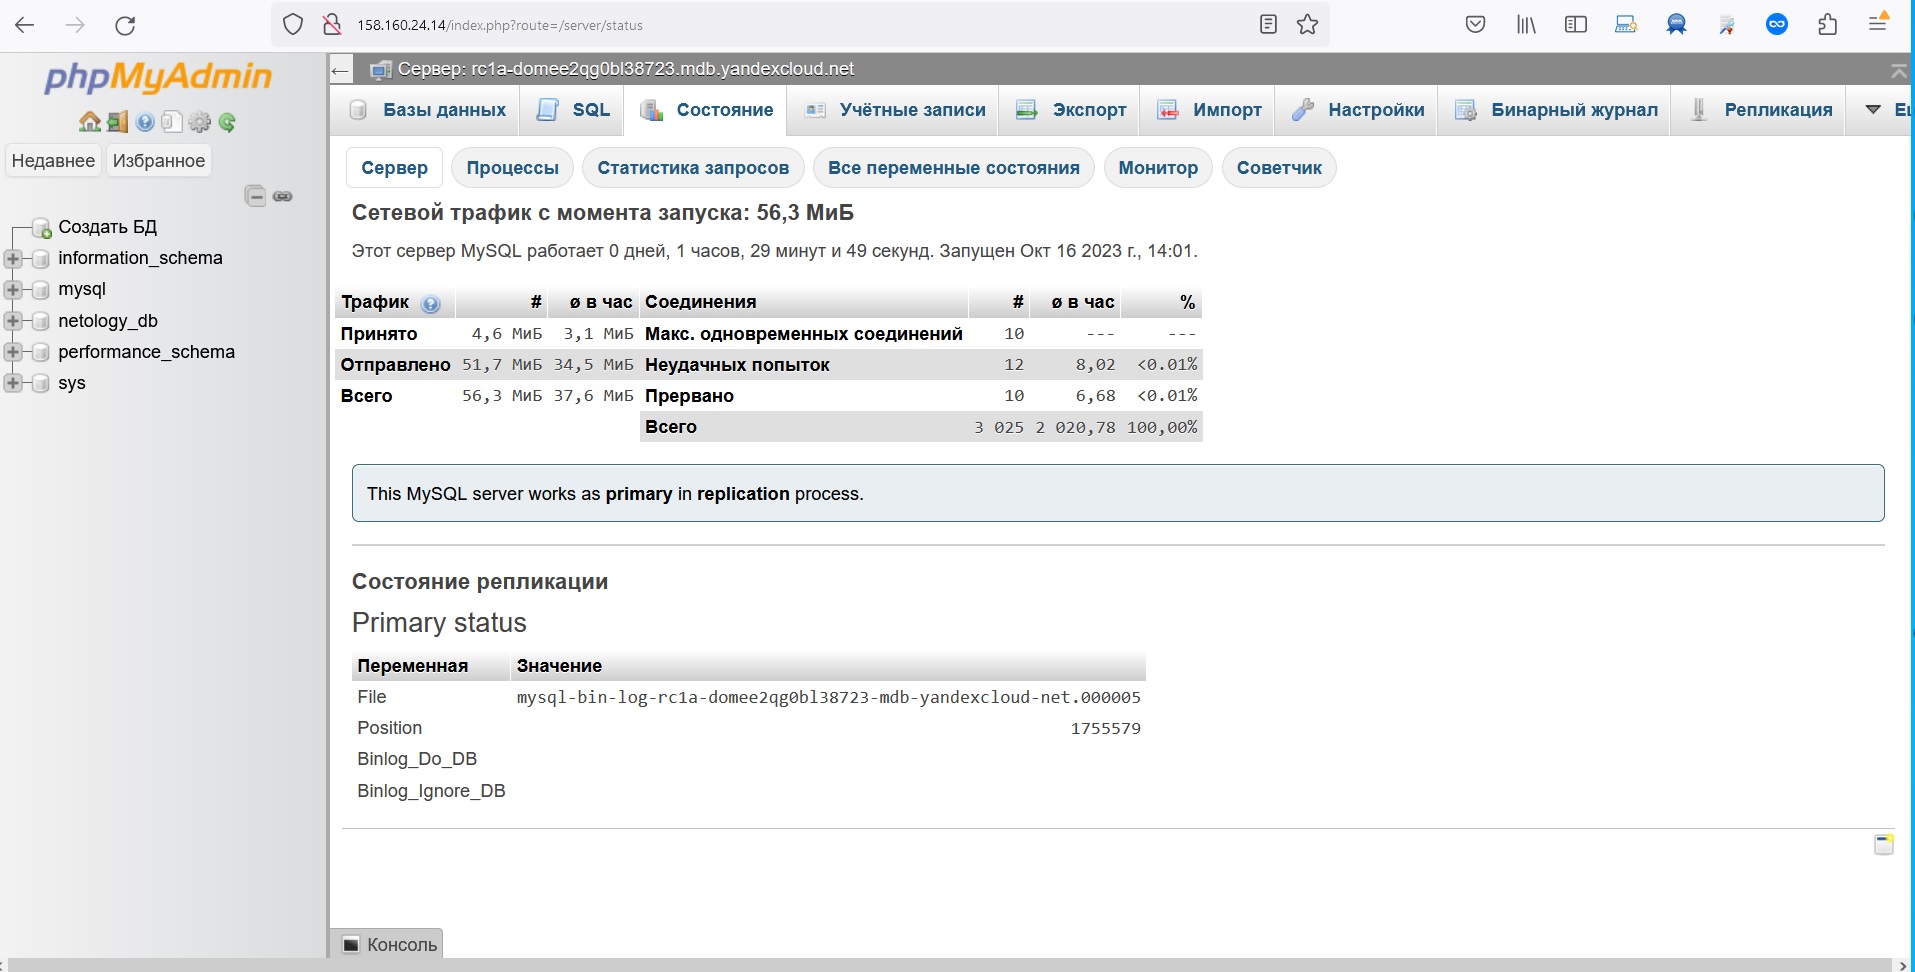 158.160.24.14/index.php?route=/server/status
phpMyAdmin
Недавнее Избранное
Создать БД
information_schema
mysql
netology_db
performance_schema
sys
Сервер: rc1a-domee2qg0bl38723.mdb.yandexcloud.net
Базы данных SQL Состояние Учётные записи Экспорт Импорт Настройки Бинарный журнал Репликация
Сервер Процессы Статистика запросов Все переменные состояния Монитор Советчик
Сетевой трафик с момента запуска: 56,3 МиБ
Этот сервер MySQL работает 0 дней, 1 часов, 29 минут и 49 секунд. Запущен Окт 16 2023 г., 14:01.
Трафик # ø в час Соединения # ø в час %
Принято 4,6 МиБ 3,1 МиБ Макс. одновременных соединений 10 --- ---
Отправлено 51,7 МиБ 34,5 МиБ Неудачных попыток 12 8,02 <0.01%
Всего 56,3 МиБ 37,6 МиБ Прервано 10 6,68 <0.01%
Всего 3 025 2 020,78 100,00%
This MySQL server works as primary in replication process.
Состояние репликации
Primary status
Переменная Значение
File mysql-bin-log-rc1a-domee2qg0bl38723-mdb-yandexcloud-net.000005
Position 1755579
Binlog_Do_DB
Binlog_Ignore_DB
Консоль